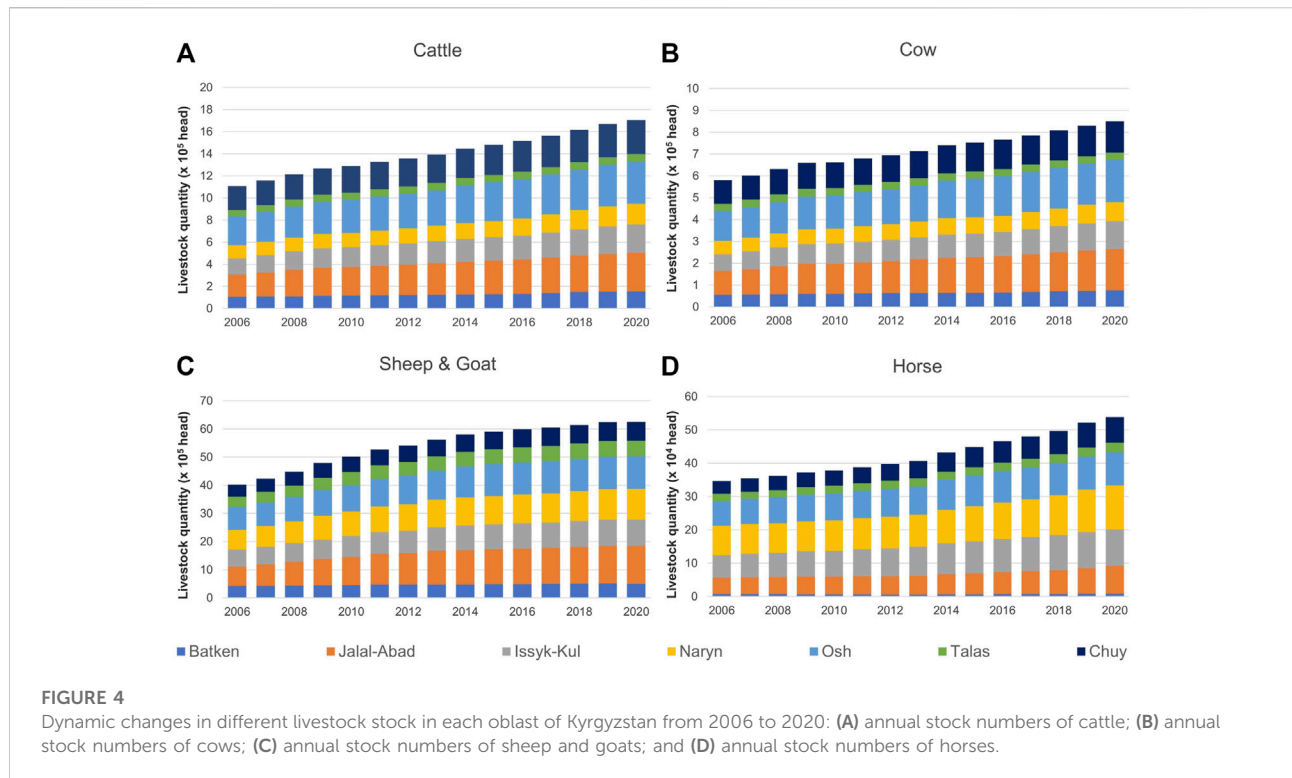 A
Cattle
Livestock quantity (x 10⁵ head)
20
18
16
14
12
10
8
6
4
2
0
2006 2008 2010 2012 2014 2016 2018 2020
B
Cow
Livestock quantity (x 10⁵ head)
10
9
8
7
6
5
4
3
2
1
0
2006 2008 2010 2012 2014 2016 2018 2020
C
Sheep & Goat
Livestock quantity (x 10⁵ head)
70
60
50
40
30
20
10
0
2006 2008 2010 2012 2014 2016 2018 2020
D
Horse
Livestock quantity (x 10⁴ head)
60
50
40
30
20
10
0
2006 2008 2010 2012 2014 2016 2018 2020
Batken Jalal-Abad Issyk-Kul Naryn Osh Talas Chuy
FIGURE 4
Dynamic changes in different livestock stock in each oblast of Kyrgyzstan from 2006 to 2020: (A) annual stock numbers of cattle; (B) annual
stock numbers of cows; (C) annual stock numbers of sheep and goats; and (D) annual stock numbers of horses.